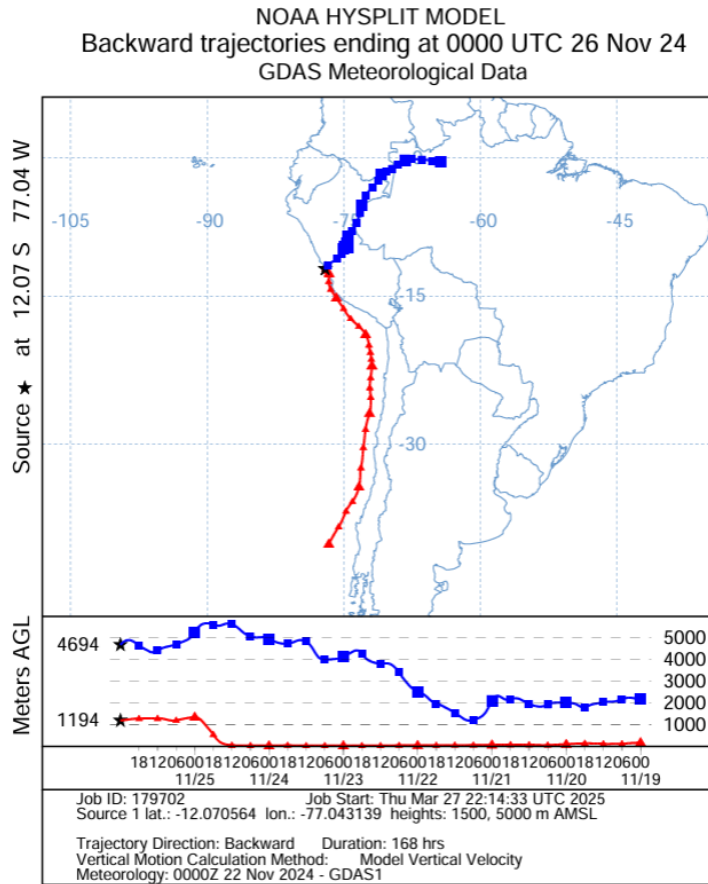 NOAA HYSPLIT MODEL
Backward trajectories ending at 0000 UTC 26 Nov 24
GDAS Meteorological Data
Source ★ at 12.07 S 77.04 W
-105
-90
-75
-60
-45
0
-15
-30
Meters AGL
4694
1194
5000
4000
3000
2000
1000
18120600181206001812060018120600181206001812060018120600
11/25 11/24 11/23 11/22 11/21 11/20 11/19
Job ID: 179702 Job Start: Thu Mar 27 22:14:33 UTC 2025
Source 1 lat.: -12.070564 lon.: -77.043139 heights: 1500, 5000 m AMSL
Trajectory Direction: Backward Duration: 168 hrs
Vertical Motion Calculation Method: Model Vertical Velocity
Meteorology: 0000Z 22 Nov 2024 - GDAS1